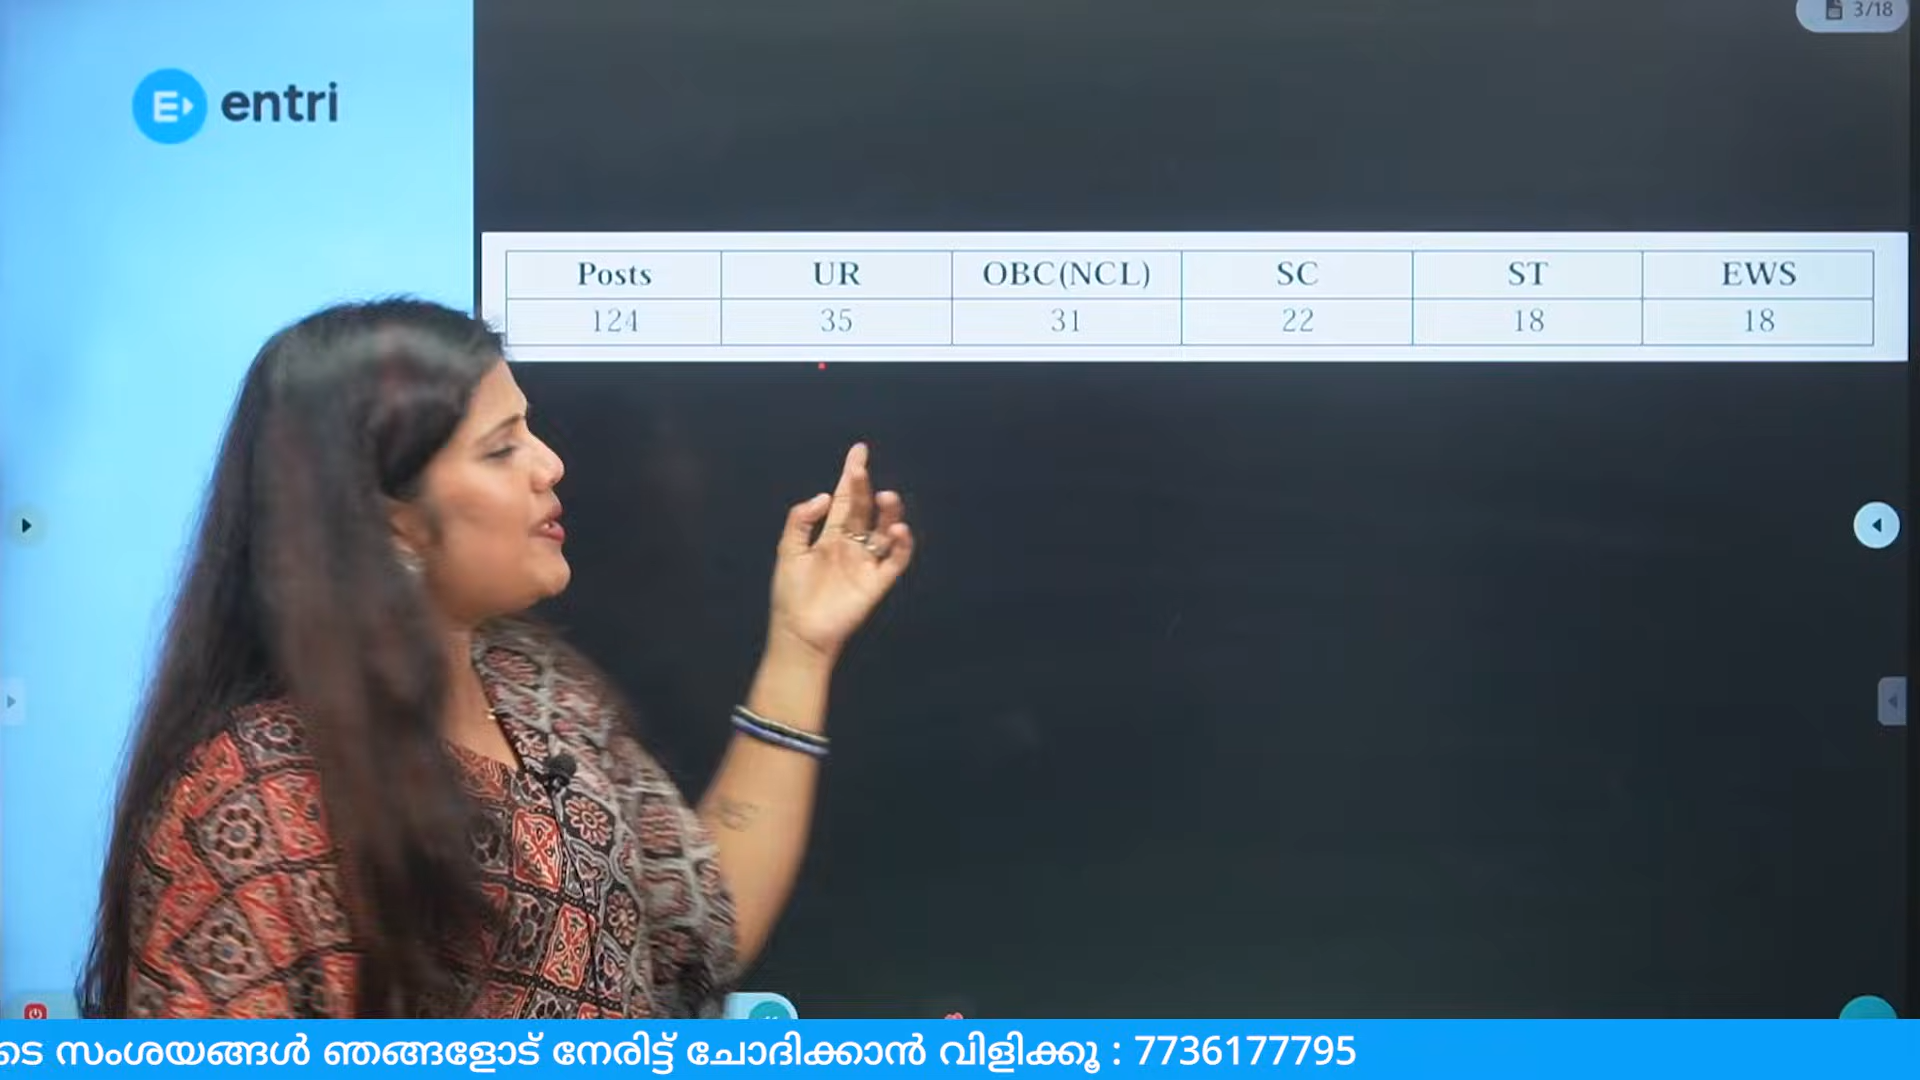 3/18
entri
Posts UR OBC(NCL) SC ST EWS
124 35 31 22 18 18
സംശയങ്ങൾ ഞങ്ങളോട് നേരിട്ട് ചോദിക്കാൻ വിളിക്കൂ : 7736177795